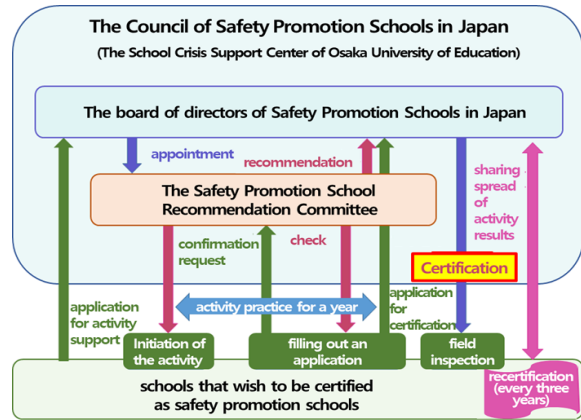 The Council of Safety Promotion Schools in Japan
(The School Crisis Support Center of Osaka University of Education)
The board of directors of Safety Promotion Schools in Japan
appointment
recommendation
sharing
spread
of
activity
results
The Safety Promotion School
Recommendation Committee
confirmation
request
check
Certification
activity practice for a year
application
for activity
support
application
for
certification
Initiation of
the activity
filling out an
application
field
inspection
schools that wish to be certified
as safety promotion schools
recertification
(every three
years)